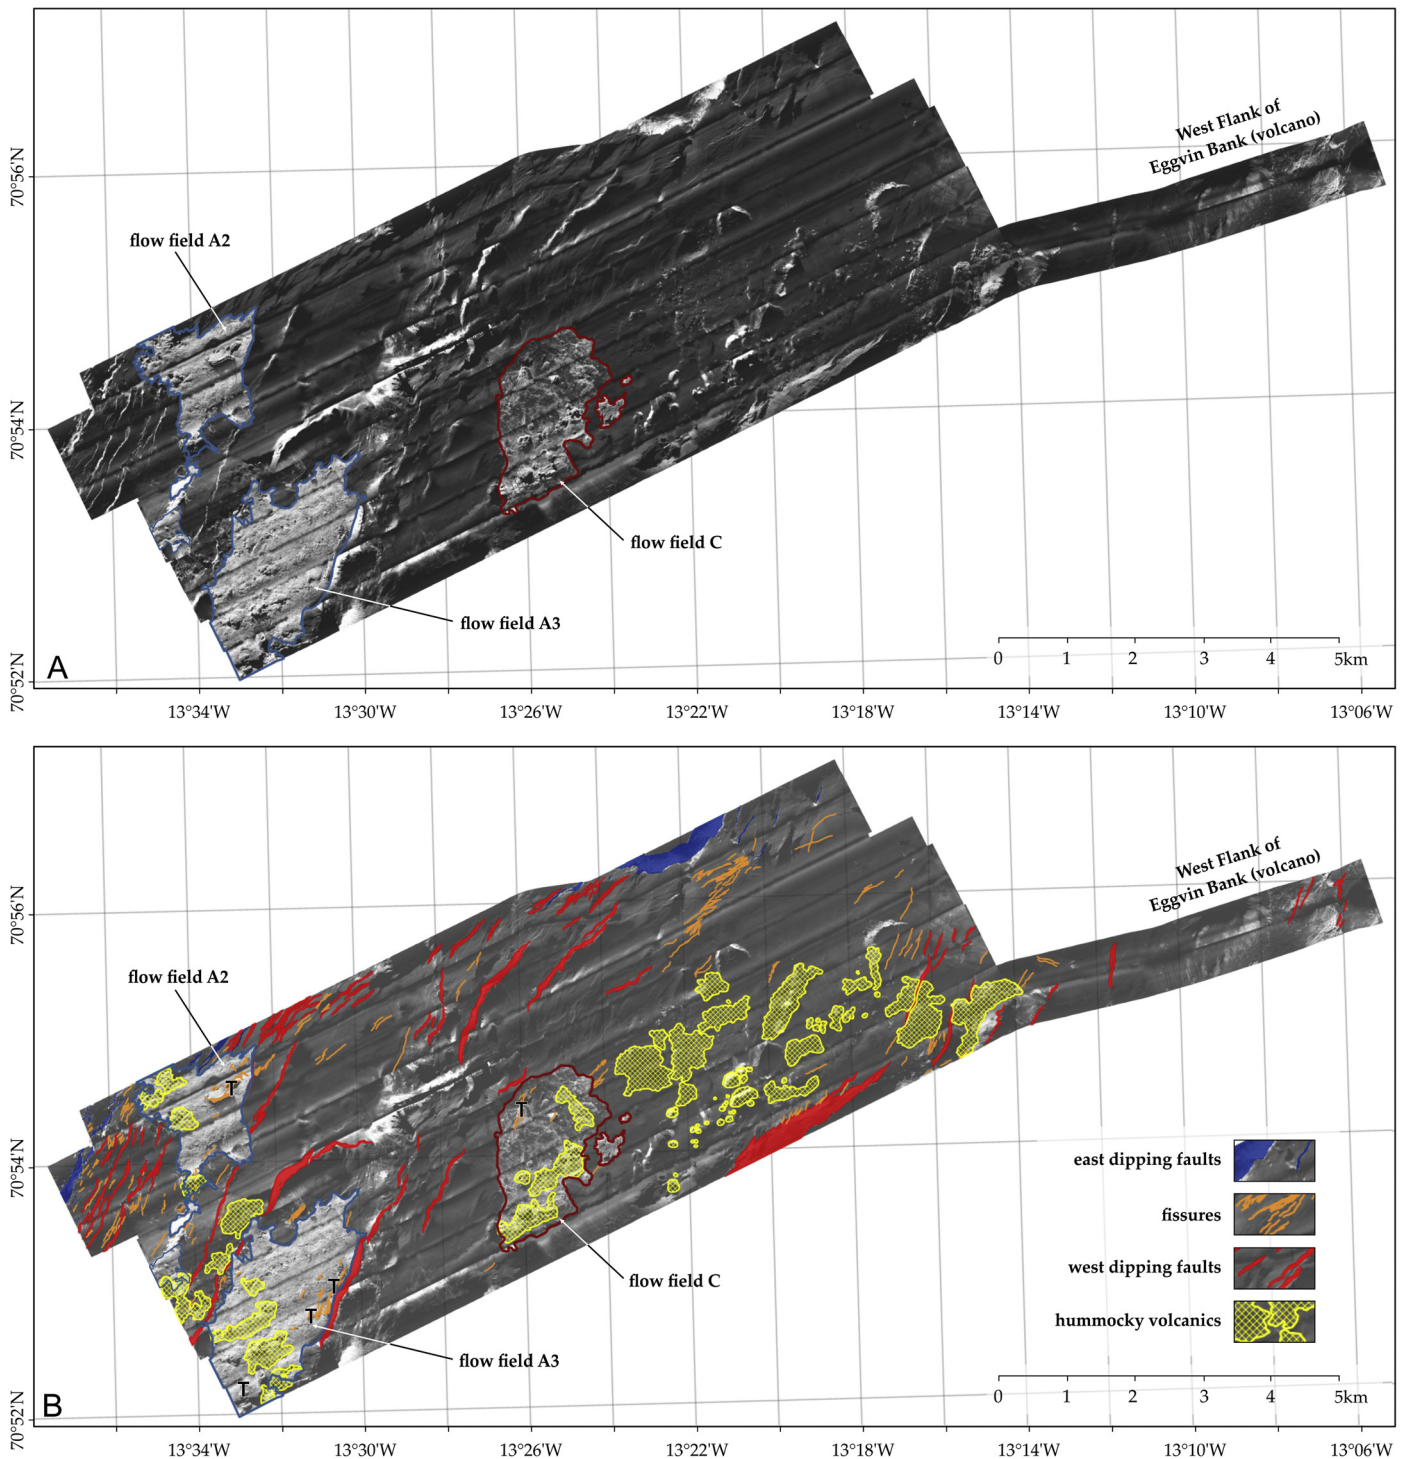 West Flank of
Eggvin Bank (volcano)
70°56'N
flow field A2
70°54'N
flow field C
flow field A3
0 1 2 3 4 5km
A
70°52'N
13°34'W 13°30'W 13°26'W 13°22'W 13°18'W 13°14'W 13°10'W 13°06'W
West Flank of
Eggvin Bank (volcano)
70°56'N
flow field A2
T
T
70°54'N
east dipping faults
fissures
west dipping faults
flow field C
T
T
hummocky volcanics
flow field A3
T
0 1 2 3 4 5km
B
70°52'N
13°34'W 13°30'W 13°26'W 13°22'W 13°18'W 13°14'W 13°10'W 13°06'W